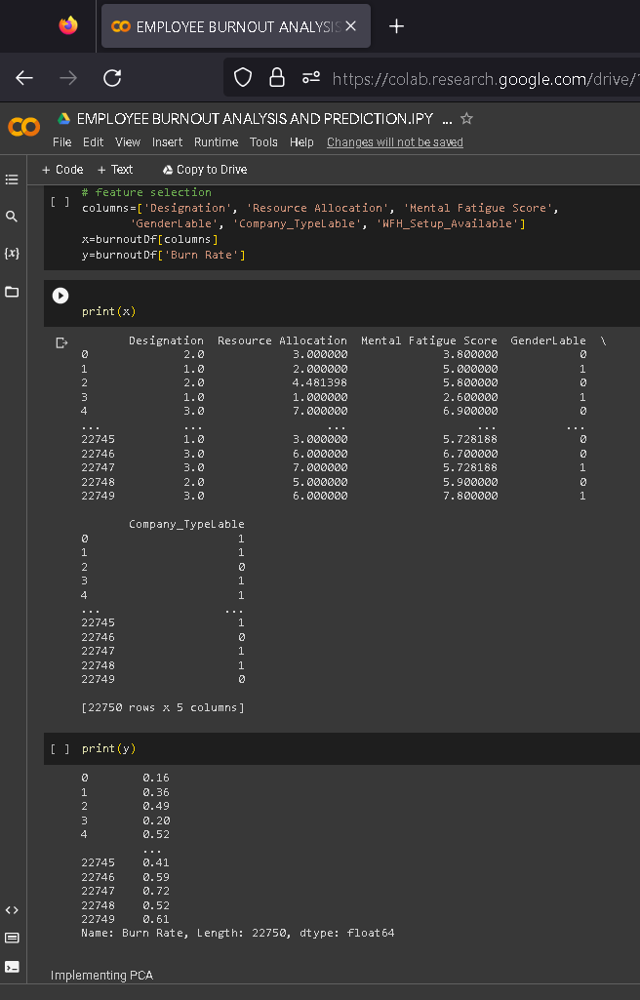 EMPLOYEE BURNOUT ANALYSIS
https://colab.research.google.com/drive/
EMPLOYEE BURNOUT ANALYSIS AND PREDICTION.IPY ...
File Edit View Insert Runtime Tools Help Changes will not be saved
+ Code + Text Copy to Drive
# feature selection
[ ] columns=['Designation', 'Resource Allocation', 'Mental Fatigue Score',
'GenderLable', 'Company_TypeLable', 'WFH_Setup_Available']
x=burnoutDf[columns]
y=burnoutDf['Burn Rate']
{x}
print(x)
Designation Resource Allocation Mental Fatigue Score GenderLable \
0 2.0 3.000000 3.800000 0
1 1.0 2.000000 5.000000 1
2 2.0 4.481398 5.800000 0
3 1.0 1.000000 2.600000 1
4 3.0 7.000000 6.900000 0
... ... ... ... ...
22745 1.0 3.000000 5.728188 0
22746 3.0 6.000000 6.700000 0
22747 3.0 7.000000 5.728188 1
22748 2.0 5.000000 5.900000 0
22749 3.0 6.000000 7.800000 1
Company_TypeLable
0 1
1 1
2 0
3 1
4 1
... ...
22745 1
22746 0
22747 1
22748 1
22749 0
[22750 rows x 5 columns]
[ ] print(y)
0 0.16
1 0.36
2 0.49
3 0.20
4 0.52
...
22745 0.41
22746 0.59
22747 0.72
22748 0.52
22749 0.61
Name: Burn Rate, Length: 22750, dtype: float64
Implementing PCA